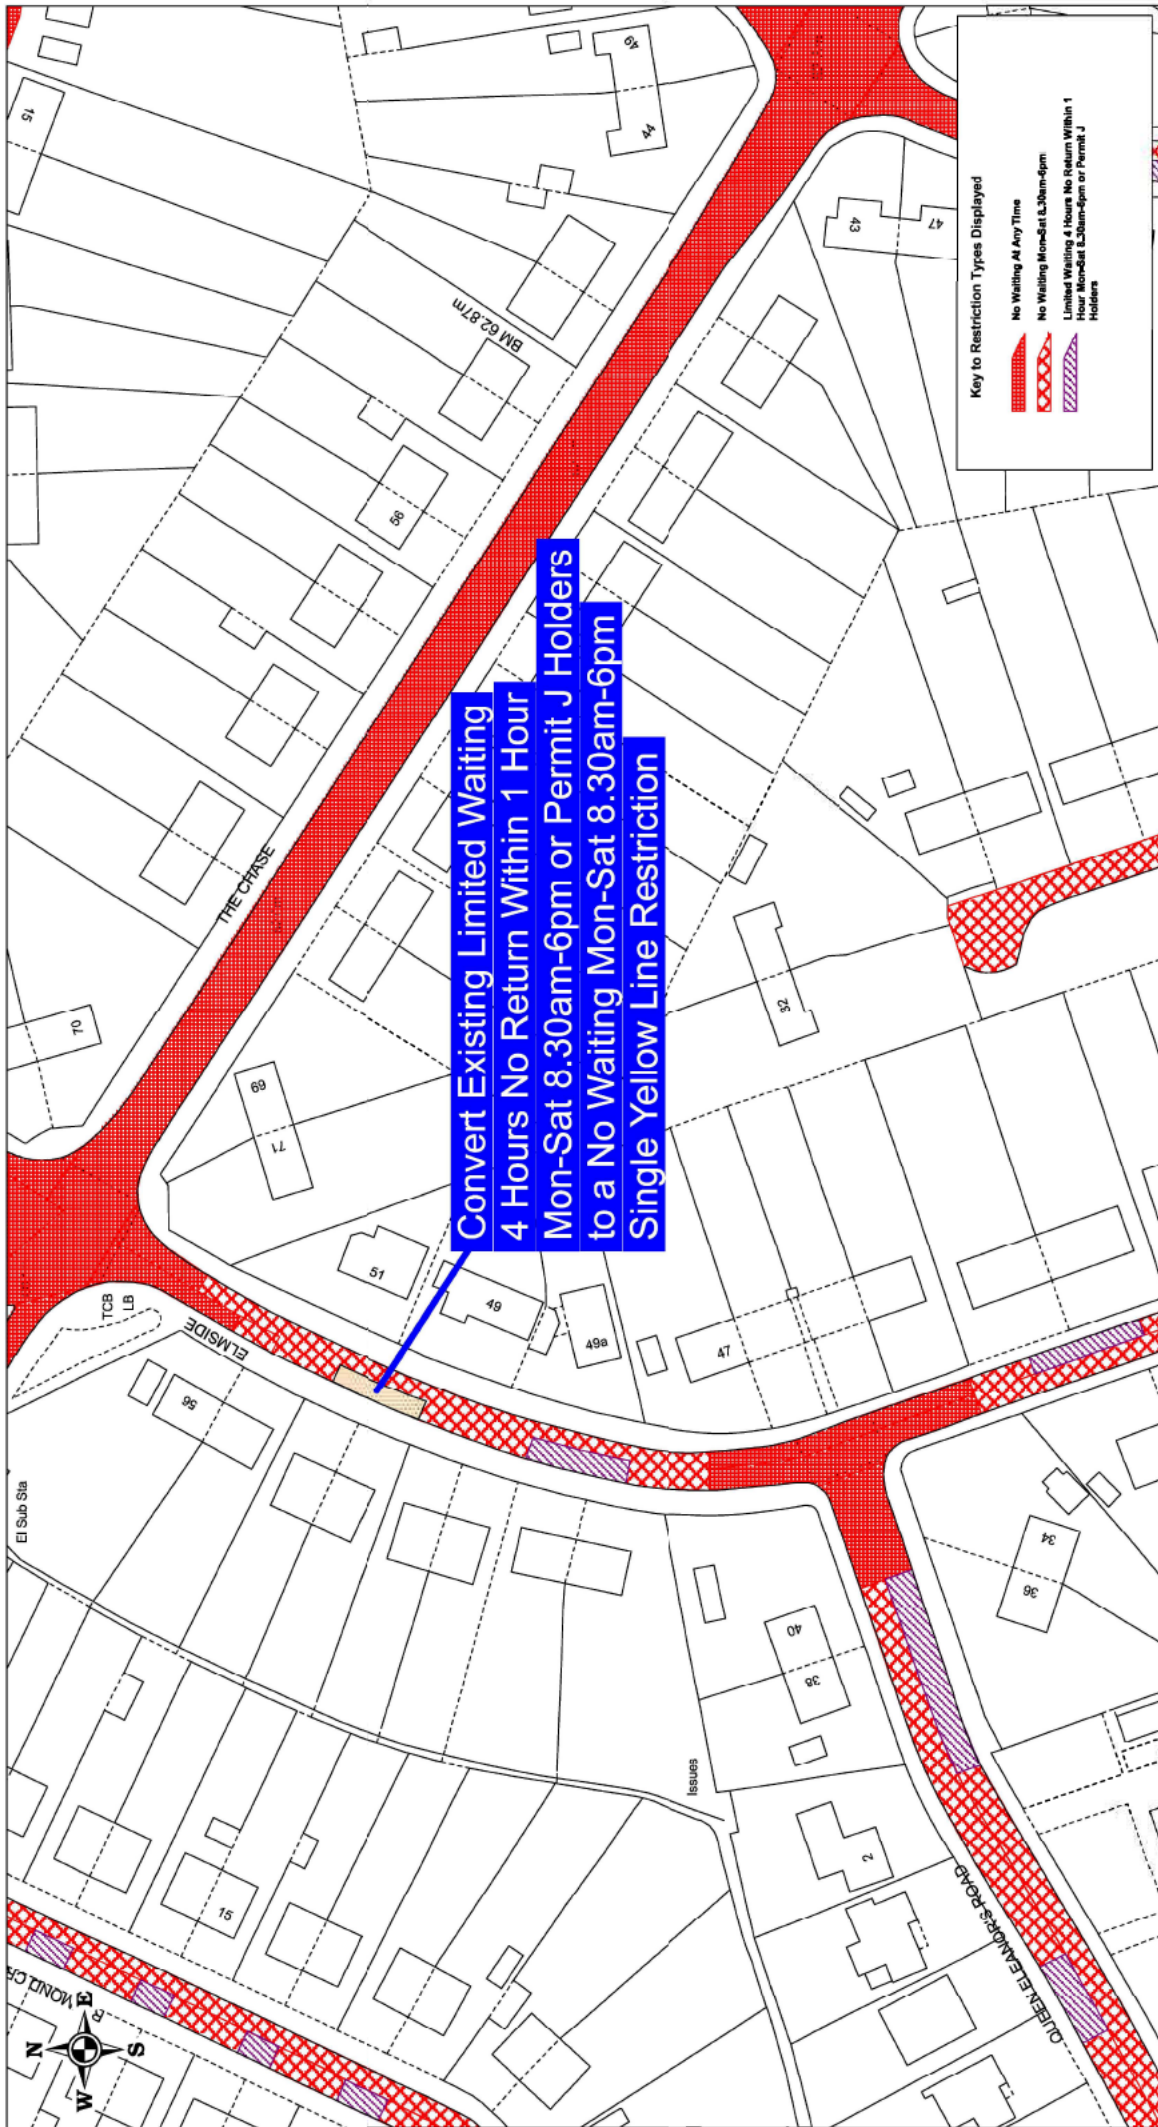 Convert Existing Limited Waiting
4 Hours No Return Within 1 Hour
Mon-Sat 8.30am-6pm or Permit J Holders
to a No Waiting Mon-Sat 8.30am-6pm
Single Yellow Line Restriction
Key to Restriction Types Displayed
No Waiting At Any Time
No Waiting Mon-Sat 8.30am-6pm
Limited Waiting 4 Hours No Return Within 1
Hour Mon-Sat 8.30am-6pm or Permit J
Holders
THE CHASE
ELMSIDE
QUEEN ELEANOR'S ROAD
MOND CR
BM 62.87m
El Sub Sta
TCB
LB
Issues
N
E
S
W
15
49
44
43
47
56
70
69
71
51
49
49a
47
32
56
40
38
34
36
2
15